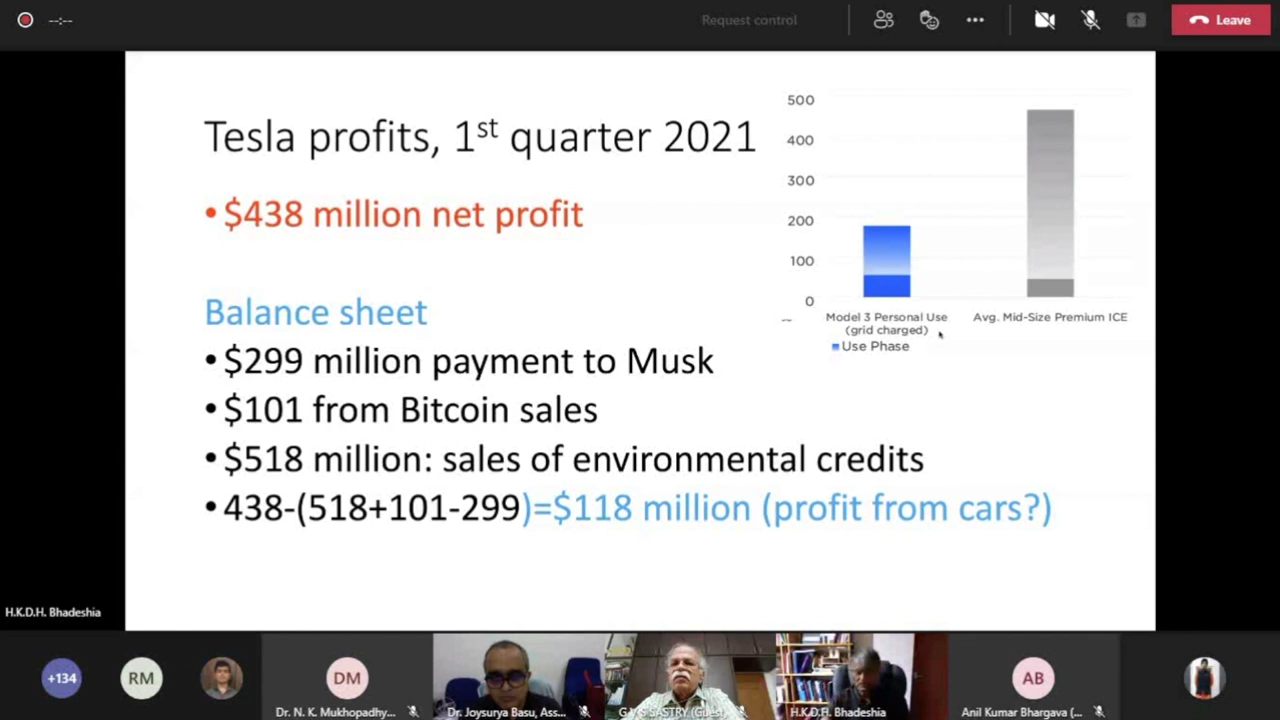 --:--
Request control
Leave
Tesla profits, 1st quarter 2021
• $438 million net profit
Balance sheet
• $299 million payment to Musk
• $101 from Bitcoin sales
• $518 million: sales of environmental credits
• 438-(518+101-299)=$118 million (profit from cars?)
500
400
300
200
100
0
Model 3 Personal Use
(grid charged)
Avg. Mid-Size Premium ICE
Use Phase
H.K.D.H. Bhadeshia
+134
RM
DM
Dr. N. K. Mukhopadhy...
Dr. Joysurya Basu, Ass...
SASTRY (Guest)
H.K.D.H. Bhadeshia
AB
Anil Kumar Bhargava (...